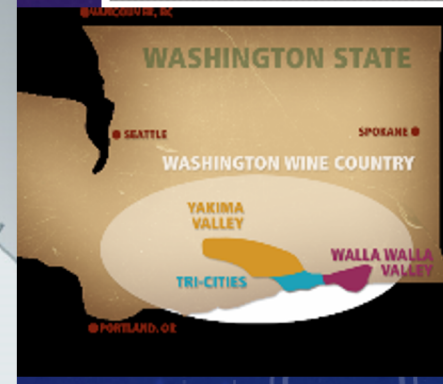 VANCOUVER, BC
WASHINGTON STATE
SEATTLE
SPOKANE
WASHINGTON WINE COUNTRY
YAKIMA
VALLEY
WALLA WALLA
VALLEY
TRI-CITIES
PORTLAND, OR